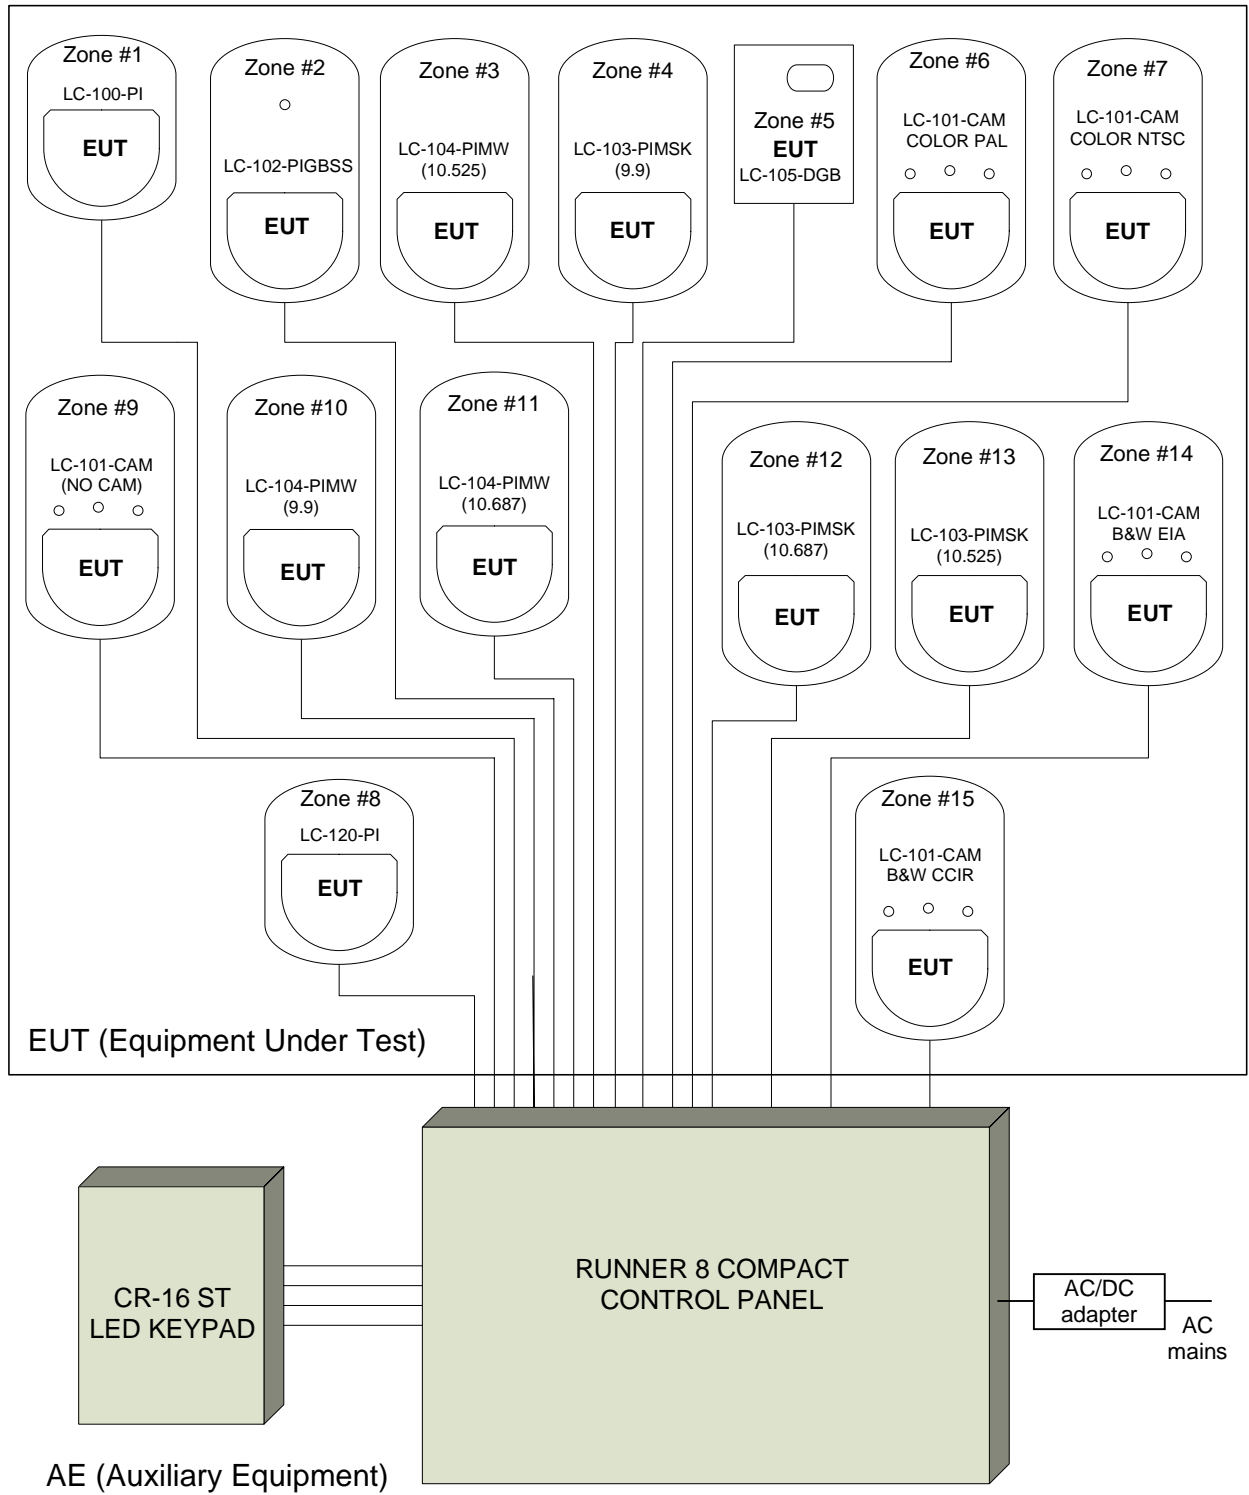 Zone #1
LC-100-PI
EUT
Zone #2
LC-102-PIGBSS
EUT
Zone #3
LC-104-PIMW
(10.525)
EUT
Zone #4
LC-103-PIMSK
(9.9)
EUT
Zone #5
EUT
LC-105-DGB
Zone #6
LC-101-CAM
COLOR PAL
EUT
Zone #7
LC-101-CAM
COLOR NTSC
EUT
Zone #9
LC-101-CAM
(NO CAM)
EUT
Zone #10
LC-104-PIMW
(9.9)
EUT
Zone #11
LC-104-PIMW
(10.687)
EUT
Zone #12
LC-103-PIMSK
(10.687)
EUT
Zone #13
LC-103-PIMSK
(10.525)
EUT
Zone #14
LC-101-CAM
B&W EIA
EUT
Zone #8
LC-120-PI
EUT
Zone #15
LC-101-CAM
B&W CCIR
EUT
EUT (Equipment Under Test)
CR-16 ST
LED KEYPAD
RUNNER 8 COMPACT
CONTROL PANEL
AC/DC
adapter
AC
mains
AE (Auxiliary Equipment)